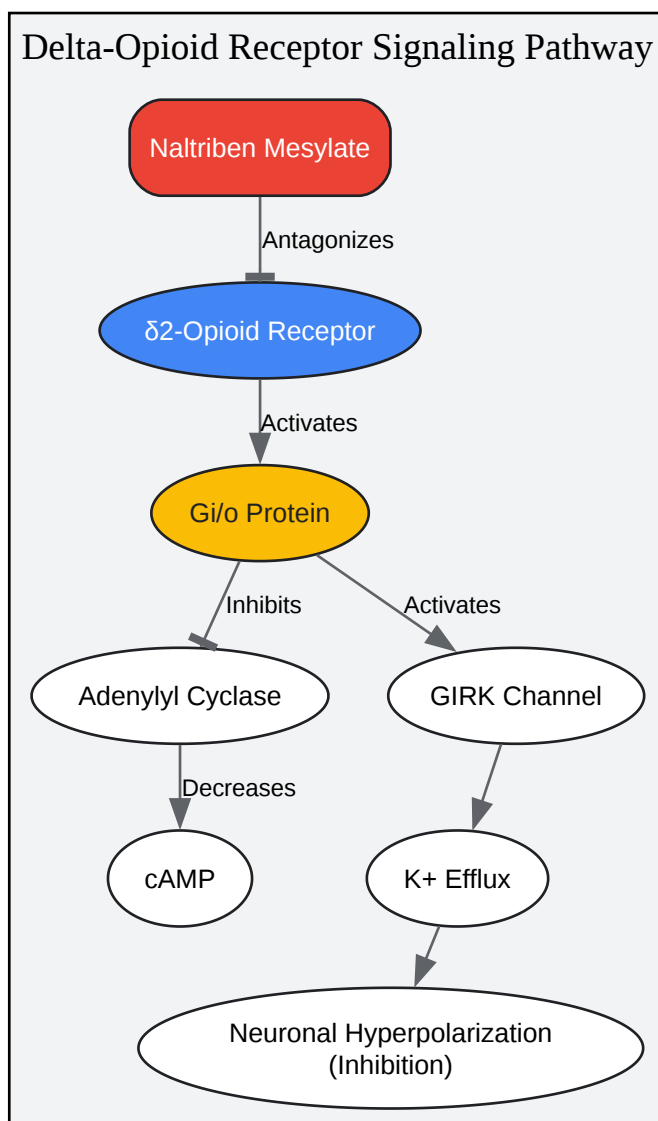 Delta-Opioid Receptor Signaling Pathway
Naltriben Mesylate
Antagonizes
δ2-Opioid Receptor
Activates
Gi/o Protein
Inhibits
Activates
Adenylyl Cyclase
GIRK Channel
Decreases
cAMP
K+ Efflux
Neuronal Hyperpolarization
(Inhibition)